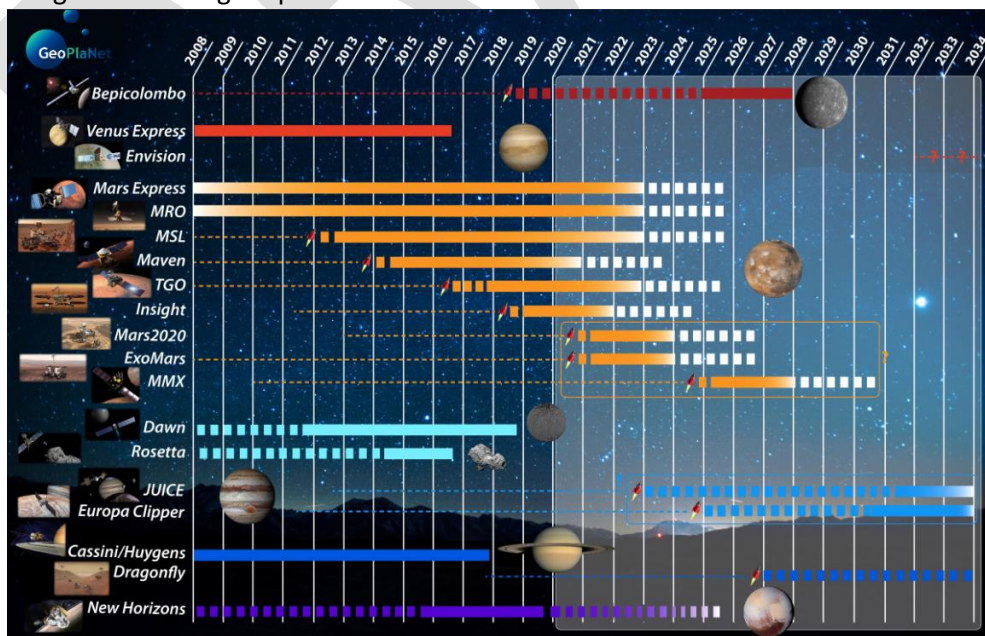 GeoPlaNet
2008 2009 2010 2011 2012 2013 2014 2015 2016 2017 2018 2019 2020 2021 2022 2023 2024 2025 2026 2027 2028 2029 2030 2031 2032 2033 2034
Bepicolombo
Venus Express
Envision
? ? ?
Mars Express
MRO
MSL
Maven
TGO
Insight
Mars2020
ExoMars
?
MMX
Dawn
Rosetta
JUICE
Europa Clipper
Cassini/Huygens
Dragonfly
New Horizons